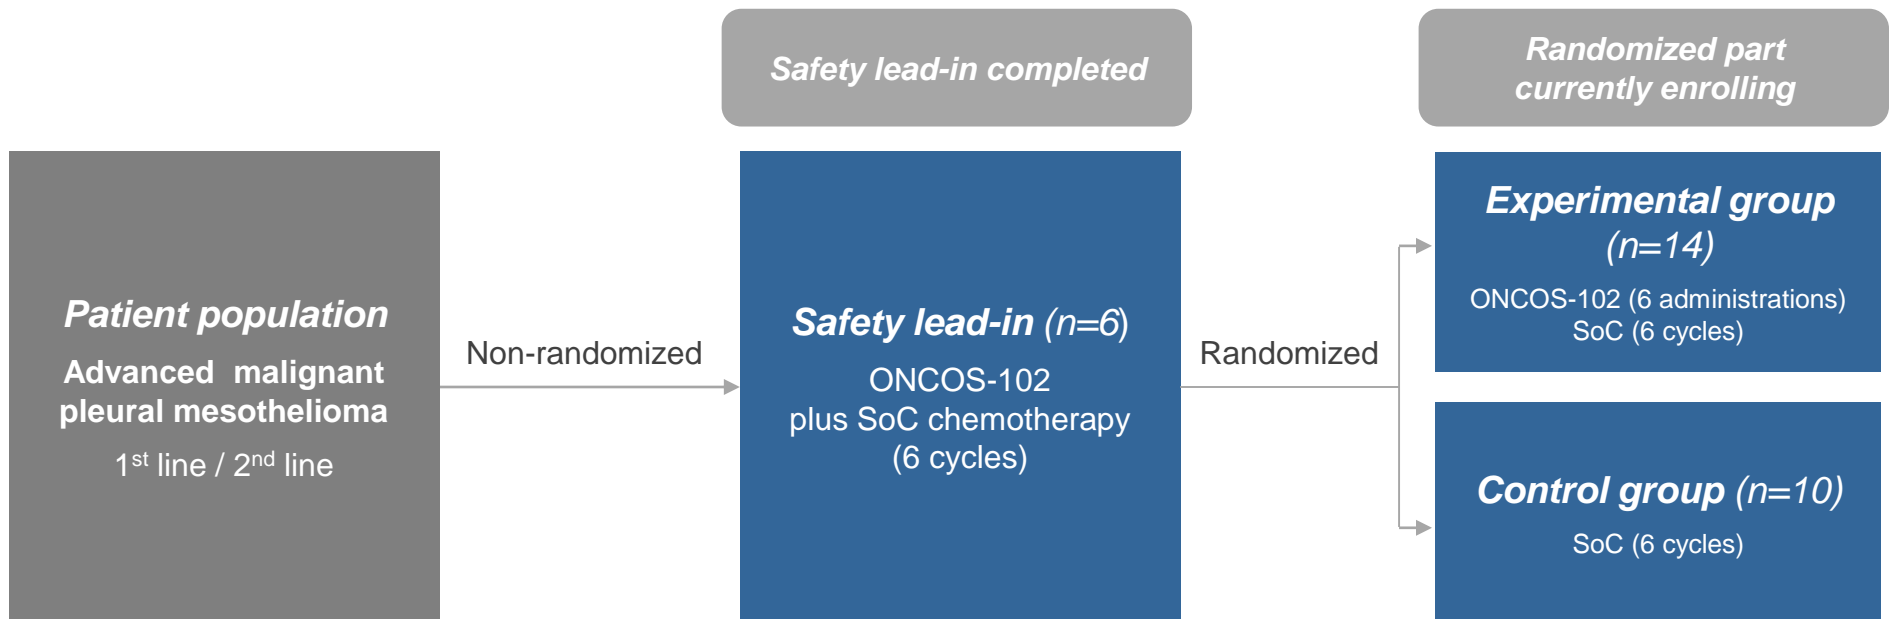 Safety lead-in completed
Randomized part
currently enrolling
Patient population
Advanced malignant
pleural mesothelioma
1st line / 2nd line
Non-randomized
Safety lead-in (n=6)
ONCOS-102
plus SoC chemotherapy
(6 cycles)
Randomized
Experimental group
(n=14)
ONCOS-102 (6 administrations)
SoC (6 cycles)
Control group (n=10)
SoC (6 cycles)